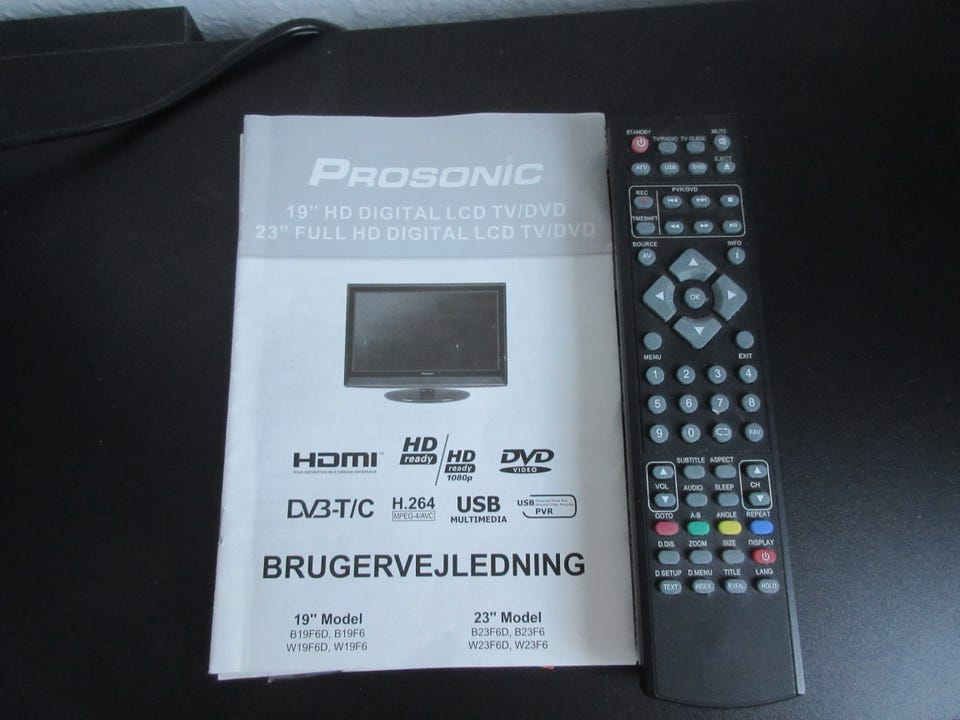 PROSONIC
19" HD DIGITAL LCD TV/DVD
23" FULL HD DIGITAL LCD TV/DVD
HDMI™
HIGH-DEFINITION MULTIMEDIA INTERFACE
HD ready
HD ready 1080p
DVD VIDEO
DVB-T/C
H.264
MPEG-4/AVC
USB
MULTIMEDIA
USB
PVR
BRUGERVEJLEDNING
19" Model
B19F6D, B19F6
W19F6D, W19F6
23" Model
B23F6D, B23F6
W23F6D, W23F6
STANDBY TV/RADIO TV GUIDE MUTE
EJECT
ATV USB DVD
REC PVR/DVD
TIMESHIFT
SOURCE INFO
AV i
OK
MENU EXIT
1 2 3 4
5 6 7 8
9 0 FAV
SUBTITLE ASPECT
VOL AUDIO SLEEP CH
GOTO A-B ANGLE REPEAT
D.DIS ZOOM SIZE DISPLAY
D.SETUP D.MENU TITLE LANG
TEXT INDEX REVEAL HOLD